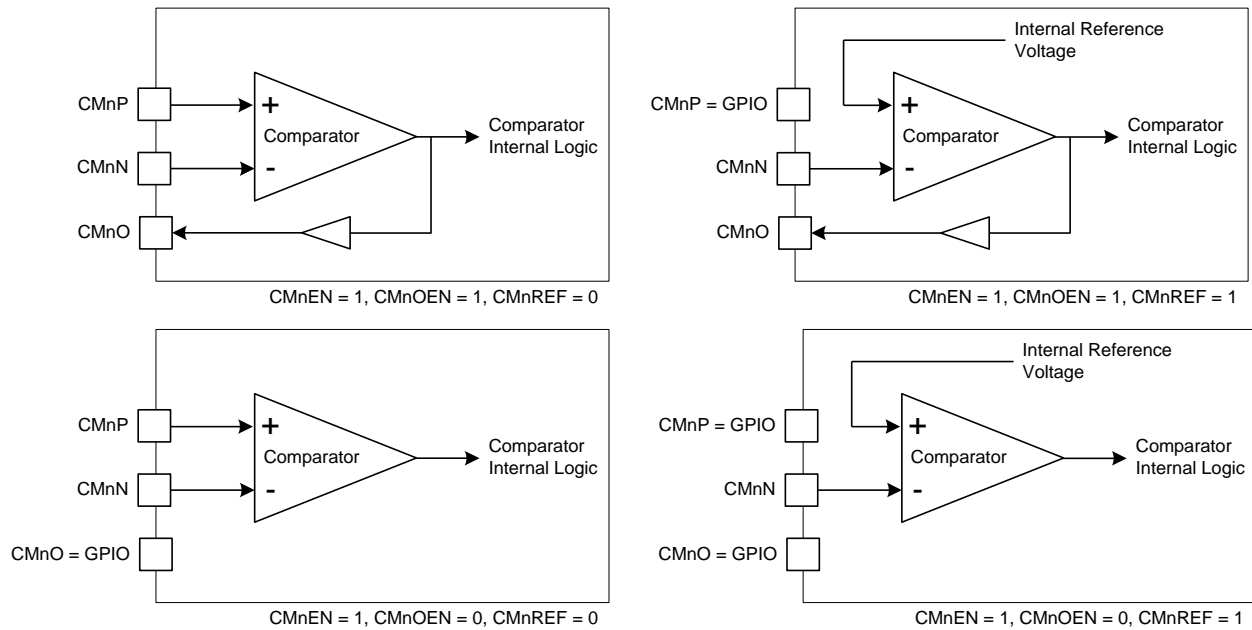 CMnP
+
Comparator
Comparator
Internal Logic
CMnN
-
CMnO
CMnEN = 1, CMnOEN = 1, CMnREF = 0
Internal Reference
Voltage
CMnP = GPIO
+
Comparator
Comparator
Internal Logic
CMnN
-
CMnO
CMnEN = 1, CMnOEN = 1, CMnREF = 1
CMnP
+
Comparator
Comparator
Internal Logic
CMnN
-
CMnO = GPIO
CMnEN = 1, CMnOEN = 0, CMnREF = 0
Internal Reference
Voltage
CMnP = GPIO
+
Comparator
Comparator
Internal Logic
CMnN
-
CMnO = GPIO
CMnEN = 1, CMnOEN = 0, CMnREF = 1